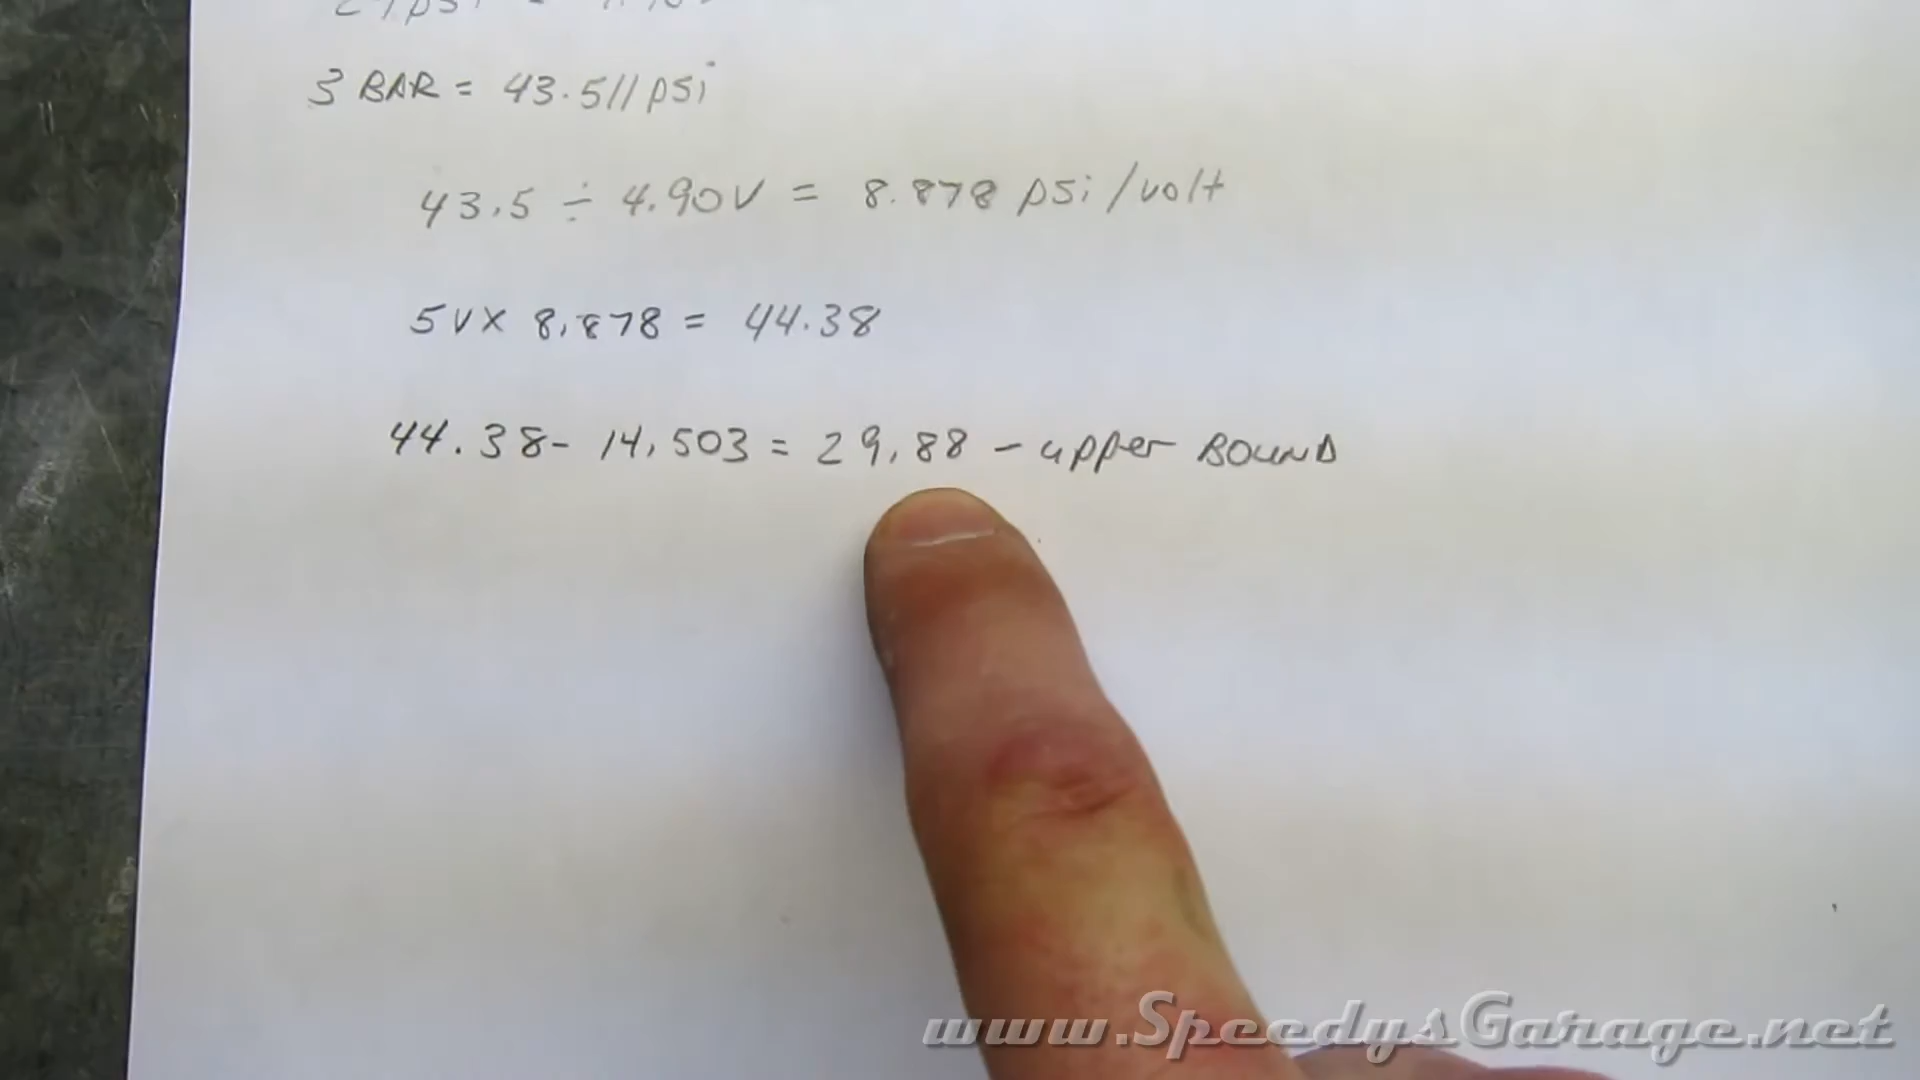 3 BAR = 43.511 psi
43.5 ÷ 4.90V = 8.878 psi/volt
5V x 8.878 = 44.38
44.38 - 14.503 = 29.88 - upper BOUND
www.SpeedysGarage.net